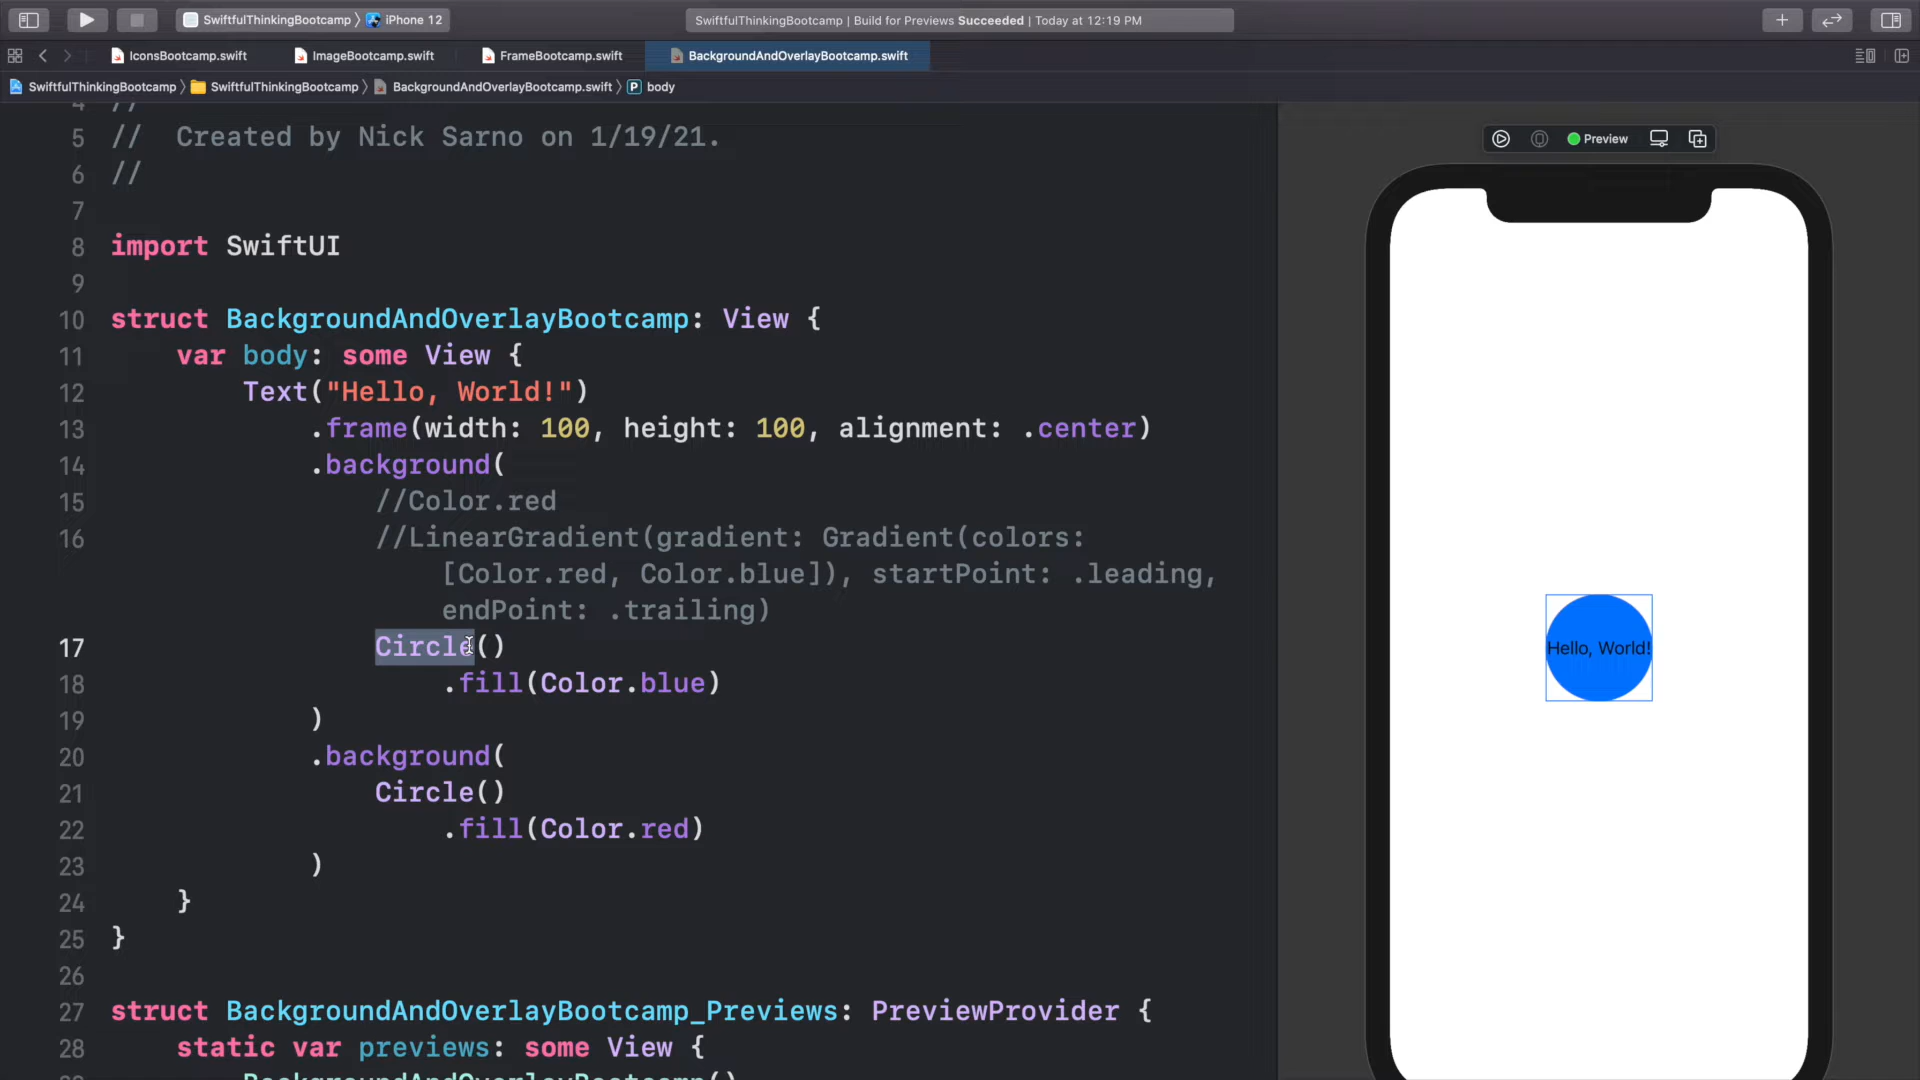 SwiftfulThinkingBootcamp 〉 iPhone 12
SwiftfulThinkingBootcamp | Build for Previews Succeeded | Today at 12:19 PM
IconsBootcamp.swift
ImageBootcamp.swift
FrameBootcamp.swift
BackgroundAndOverlayBootcamp.swift
SwiftfulThinkingBootcamp 〉 SwiftfulThinkingBootcamp 〉 BackgroundAndOverlayBootcamp.swift 〉 P body
4 //
5 //  Created by Nick Sarno on 1/19/21.
6 //
7
8 import SwiftUI
9
10 struct BackgroundAndOverlayBootcamp: View {
11     var body: some View {
12         Text("Hello, World!")
13             .frame(width: 100, height: 100, alignment: .center)
14             .background(
15                 //Color.red
16                 //LinearGradient(gradient: Gradient(colors:
[Color.red, Color.blue]), startPoint: .leading,
endPoint: .trailing)
17                 Circle()
18                     .fill(Color.blue)
19             )
20             .background(
21                 Circle()
22                     .fill(Color.red)
23             )
24     }
25 }
26
27 struct BackgroundAndOverlayBootcamp_Previews: PreviewProvider {
28     static var previews: some View {
BackgroundAndOverlayBootcamp()
Preview
Hello, World!